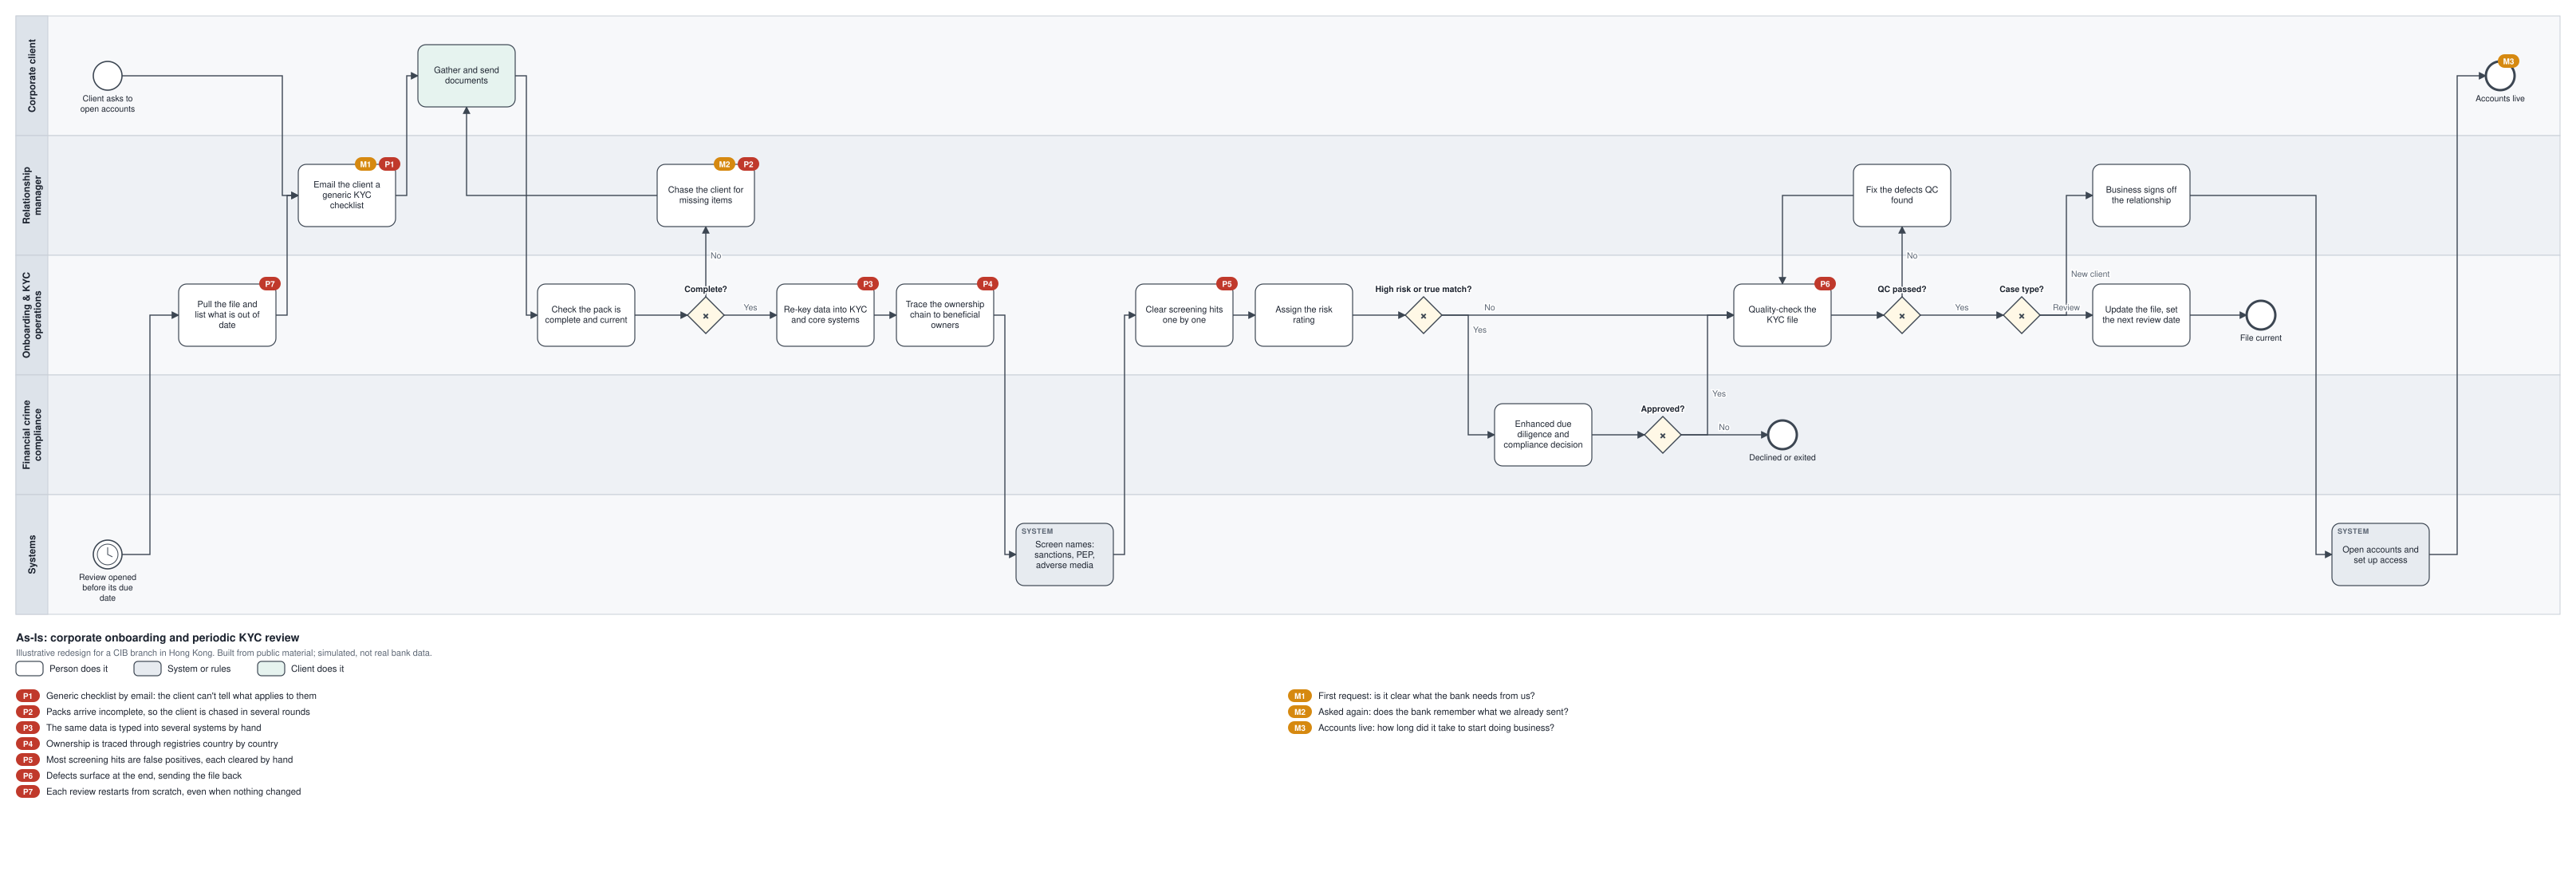 Corporate client
Client asks to
open accounts
Gather and send
documents
M3
Accounts live
Relationship
manager
M1
P1
Email the client a
generic KYC
checklist
M2
P2
Chase the client for
missing items
No
Fix the defects QC
found
No
Business signs off
the relationship
New client
Onboarding & KYC
operations
P7
Pull the file and
list what is out of
date
Check the pack is
complete and current
Complete?
Yes
P3
Re-key data into KYC
and core systems
P4
Trace the ownership
chain to beneficial
owners
P5
Clear screening hits
one by one
Assign the risk
rating
High risk or true match?
No
Yes
P6
Quality-check the
KYC file
QC passed?
Yes
Case type?
Review
Update the file, set
the next review date
File current
Financial crime
compliance
Enhanced due
diligence and
compliance decision
Approved?
Yes
No
Declined or exited
Systems
Review opened
before its due
date
SYSTEM
Screen names:
sanctions, PEP,
adverse media
SYSTEM
Open accounts and
set up access
As-Is: corporate onboarding and periodic KYC review
Illustrative redesign for a CIB branch in Hong Kong. Built from public material; simulated, not real bank data.
Person does it
System or rules
Client does it
P1 Generic checklist by email: the client can't tell what applies to them
P2 Packs arrive incomplete, so the client is chased in several rounds
P3 The same data is typed into several systems by hand
P4 Ownership is traced through registries country by country
P5 Most screening hits are false positives, each cleared by hand
P6 Defects surface at the end, sending the file back
P7 Each review restarts from scratch, even when nothing changed
M1 First request: is it clear what the bank needs from us?
M2 Asked again: does the bank remember what we already sent?
M3 Accounts live: how long did it take to start doing business?